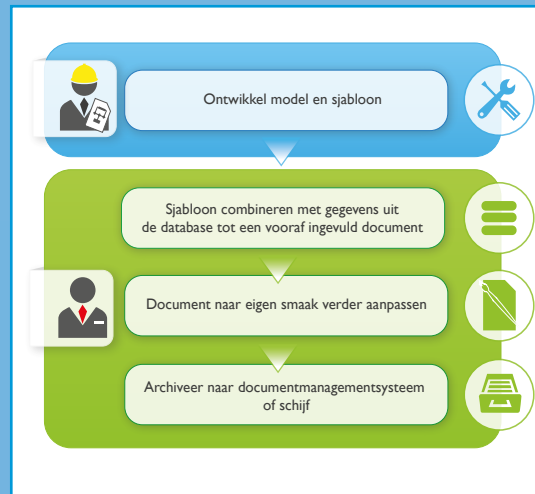 Ontwikkel model en sjabloon
Sjabloon combineren met gegevens uit
de database tot een vooraf ingevuld document
Document naar eigen smaak verder aanpassen
Archiveer naar documentmanagementsysteem
of schijf